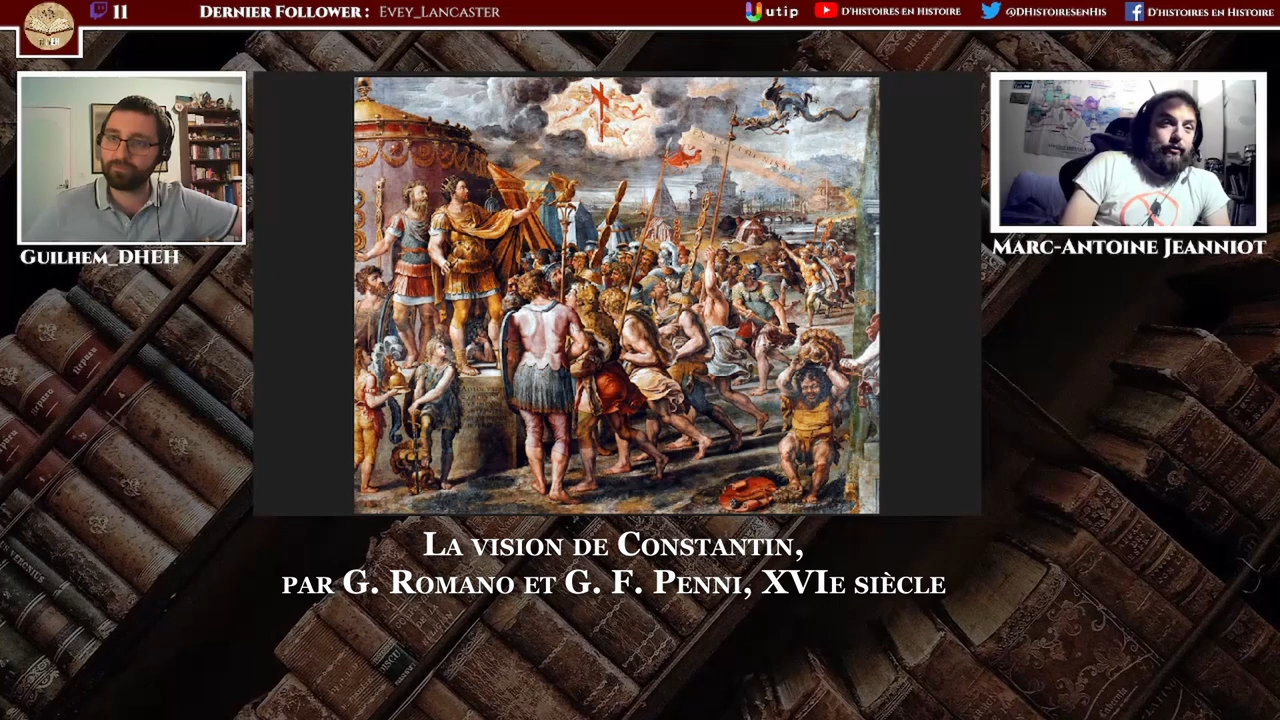 11
Dernier Follower : Evey_Lancaster
utip
D'histoires en Histoire
@DHistoiresenHis
D'histoires en Histoire
Guilhem_DHEH
Marc-Antoine Jeanniot
La vision de Constantin,
par G. Romano et G. F. Penni, XVIe siècle